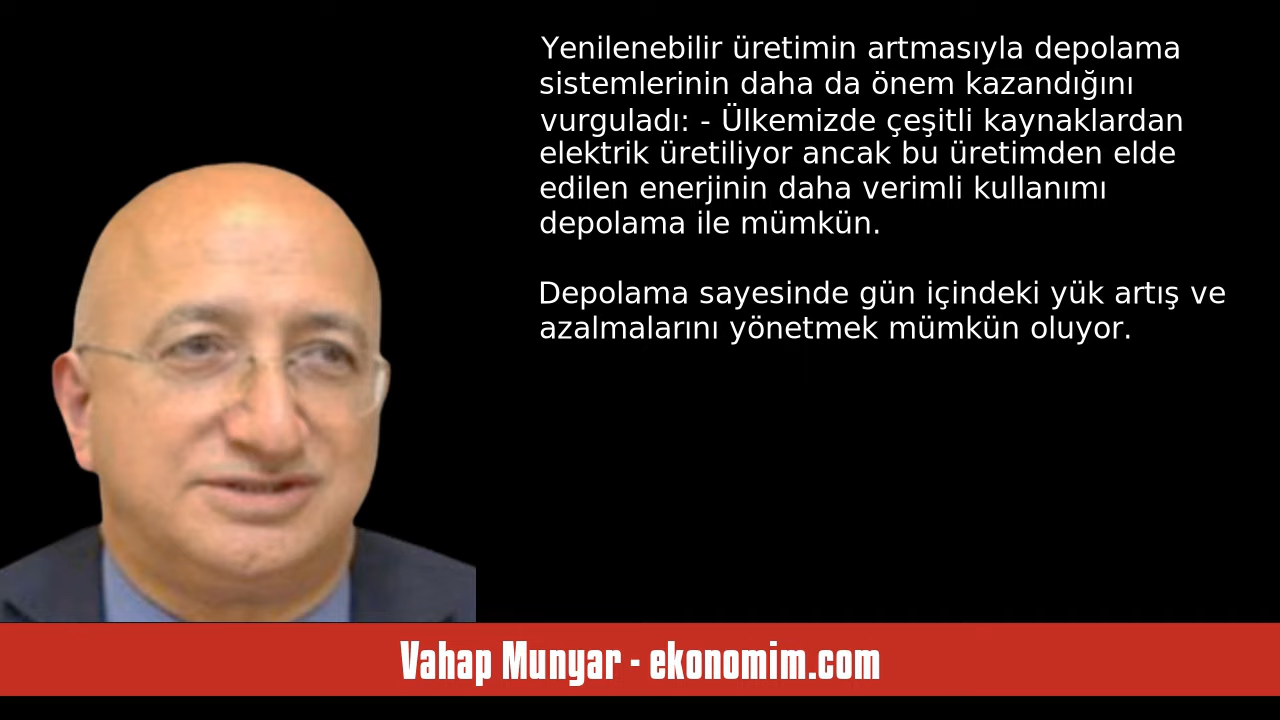 Yenilenebilir üretimin artmasıyla depolama
sistemlerinin daha da önem kazandığını
vurguladı: - Ülkemizde çeşitli kaynaklardan
elektrik üretiliyor ancak bu üretimden elde
edilen enerjinin daha verimli kullanımı
depolama ile mümkün.
Depolama sayesinde gün içindeki yük artış ve
azalmalarını yönetmek mümkün oluyor.
Vahap Munyar - ekonomim.com